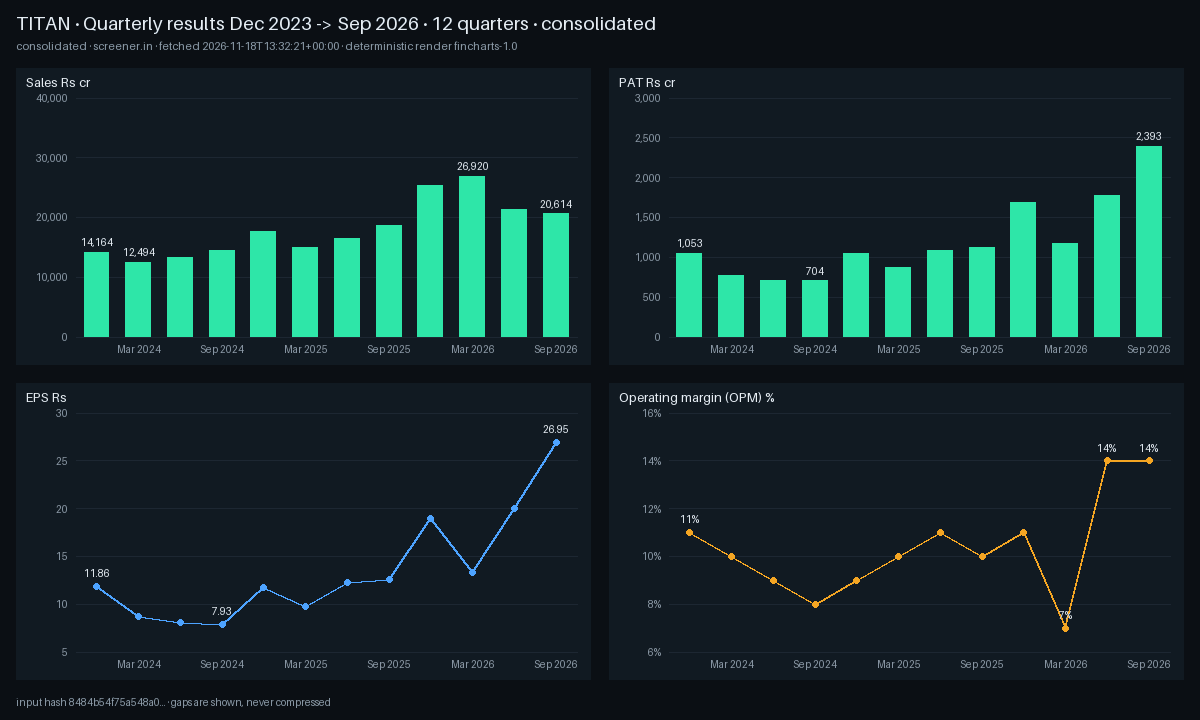 TITAN · Quarterly results Dec 2023 -> Sep 2026 · 12 quarters · consolidated
consolidated · screener.in · fetched 2026-11-18T13:32:21+00:00 · deterministic render fincharts-1.0
Sales Rs cr
40,000
30,000
20,000
10,000
0
14,164
12,494
26,920
20,614
Mar 2024
Sep 2024
Mar 2025
Sep 2025
Mar 2026
Sep 2026
PAT Rs cr
3,000
2,500
2,000
1,500
1,000
500
0
1,053
704
2,393
Mar 2024
Sep 2024
Mar 2025
Sep 2025
Mar 2026
Sep 2026
EPS Rs
30
25
20
15
10
5
11.86
7.93
26.95
Mar 2024
Sep 2024
Mar 2025
Sep 2025
Mar 2026
Sep 2026
Operating margin (OPM) %
16%
14%
12%
10%
8%
6%
11%
7%
14%
14%
Mar 2024
Sep 2024
Mar 2025
Sep 2025
Mar 2026
Sep 2026
input hash 8484b54f75a548a0… · gaps are shown, never compressed